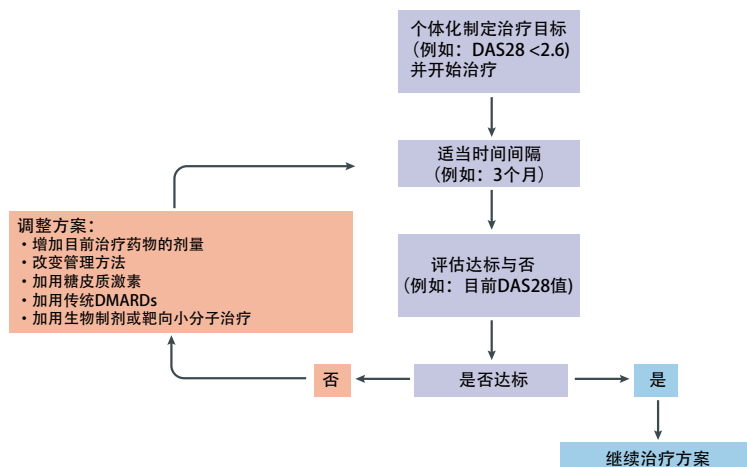 个体化制定治疗目标
（例如：DAS28 <2.6)
并开始治疗
适当时间间隔
（例如：3个月）
调整方案：
・增加目前治疗药物的剂量
・改变管理方法
・加用糖皮质激素
・加用传统DMARDs
・加用生物制剂或靶向小分子治疗
评估达标与否
（例如：目前DAS28值)
否
是否达标
是
继续治疗方案